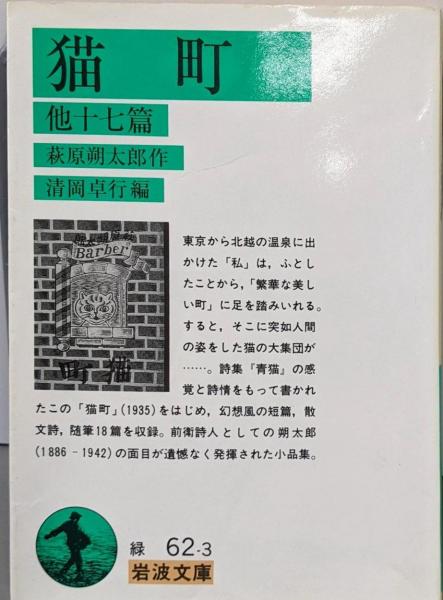 猫町
他十七篇
萩原朔太郎作
清岡卓行編
萩原朔太郎版
Barber
猫町
東京から北越の温泉に出
かけた「私」は，ふとし
たことから，「繁華な美し
い町」に足を踏みいれる。
すると，そこに突如人間
の姿をした猫の大集団が
……。詩集『青猫』の感
覚と詩情をもって書かれ
たこの「猫町」(1935)をはじめ，幻想風の短篇，散
文詩，随筆18篇を収録。前衛詩人としての朔太郎
(1886－1942)の面目が遺憾なく発揮された小品集。
緑 62-3
岩波文庫